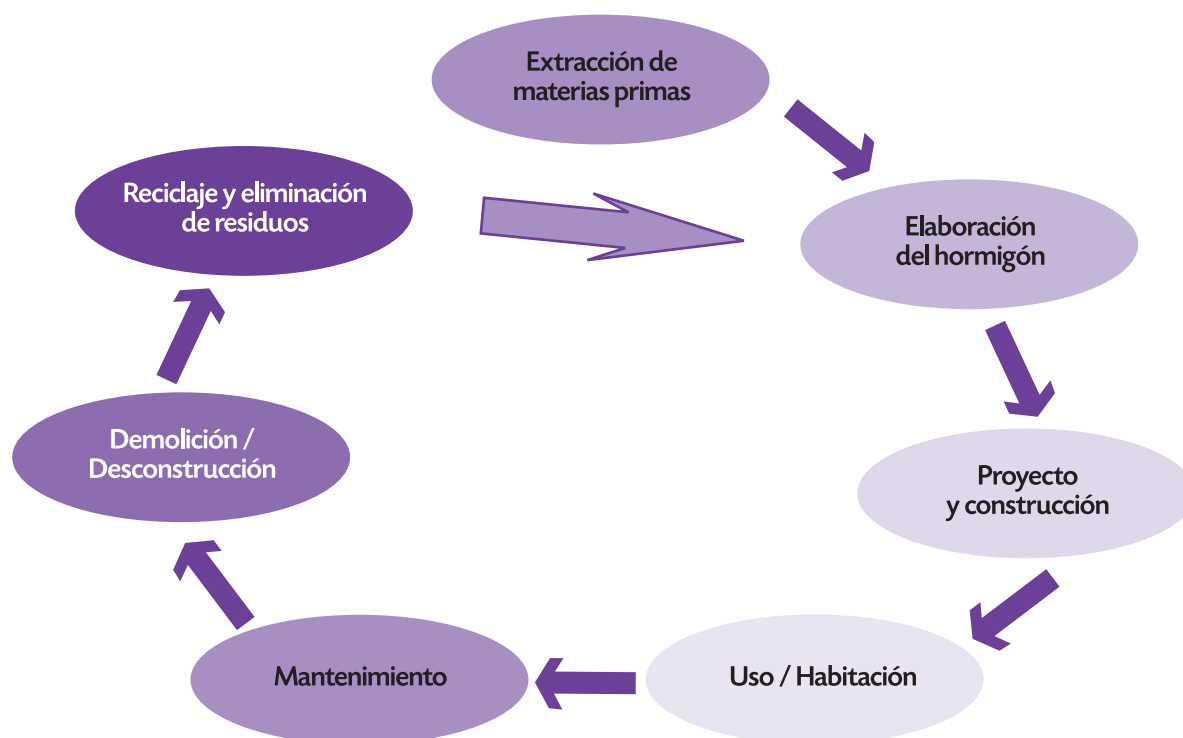 Extracción de
materias primas
Reciclaje y eliminación
de residuos
Elaboración
del hormigón
Demolición /
Desconstrucción
Proyecto
y construcción
Mantenimiento
Uso / Habitación